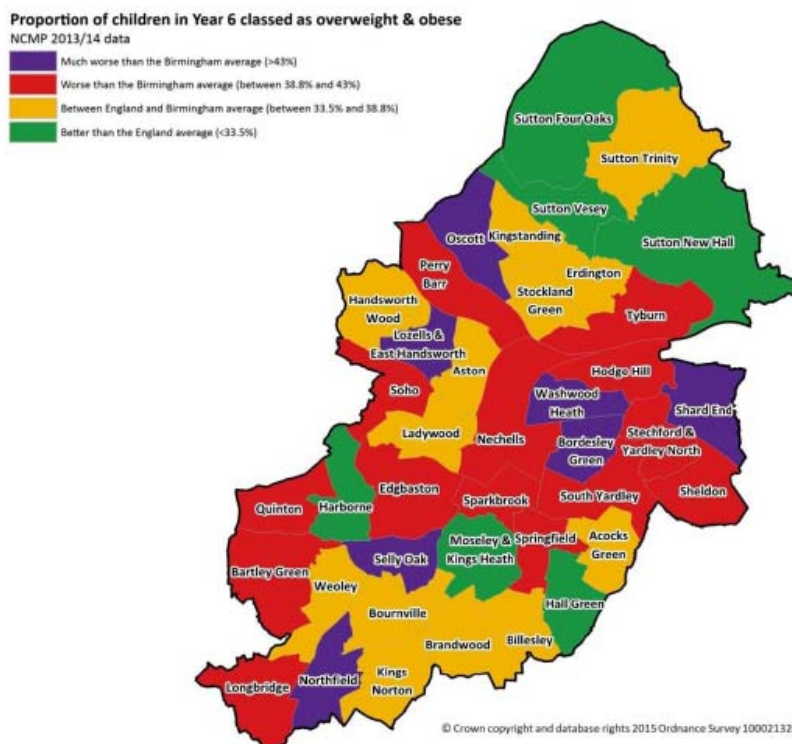 Proportion of children in Year 6 classed as overweight & obese
NCMP 2013/14 data
Much worse than the Birmingham average (>43%)
Worse than the Birmingham average (between 38.8% and 43%)
Between England and Birmingham average (between 33.5% and 38.8%)
Better than the England average (<33.5%)
Sutton Four Oaks
Sutton Trinity
Sutton Vesey
Sutton New Hall
Oscott
Kingstanding
Perry
Barr
Erdington
Stockland
Green
Handsworth
Wood
Tyburn
Lozells &
East Handsworth
Aston
Hodge Hill
Soho
Washwood
Heath
Shard End
Ladywood
Nechells
Bordesley
Green
Stechford &
Yardley North
Edgbaston
Sparkbrook
South Yardley
Sheldon
Quinton
Harborne
Moseley &
Kings Heath
Springfield
Acocks
Green
Selly Oak
Bartley Green
Weoley
Bournville
Hall Green
Brandwood
Billesley
Kings
Norton
Northfield
Longbridge
© Crown copyright and database rights 2015 Ordnance Survey 10002132